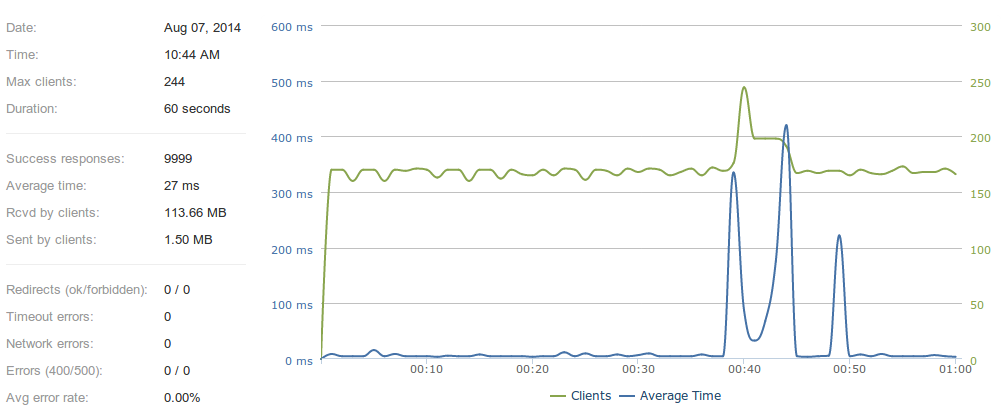 Date: Aug 07, 2014
Time: 10:44 AM
Max clients: 244
Duration: 60 seconds
Success responses: 9999
Average time: 27 ms
Rcvd by clients: 113.66 MB
Sent by clients: 1.50 MB
Redirects (ok/forbidden): 0 / 0
Timeout errors: 0
Network errors: 0
Errors (400/500): 0 / 0
Avg error rate: 0.00%
600 ms 300
500 ms 250
400 ms 200
300 ms 150
200 ms 100
100 ms 50
0 ms 0
00:10 00:20 00:30 00:40 00:50 01:00
Clients Average Time